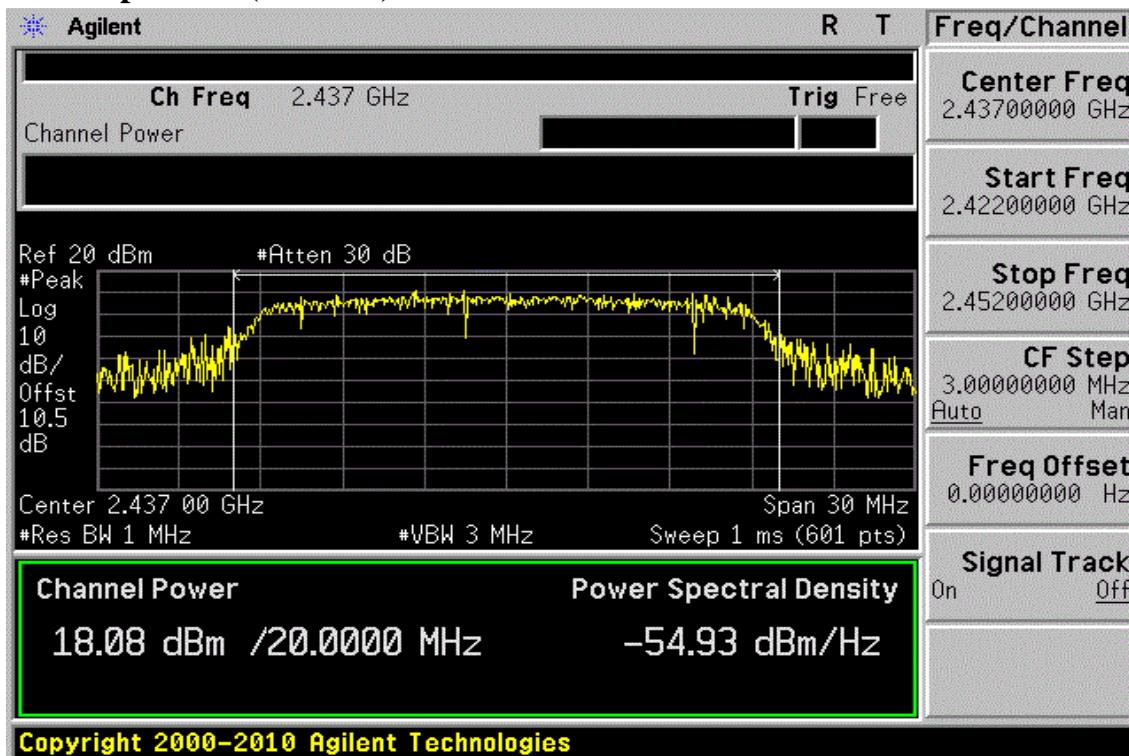 Agilent R T Freq/Channel
Ch Freq 2.437 GHz Trig Free
Channel Power
Center Freq
2.43700000 GHz
Start Freq
2.42200000 GHz
Stop Freq
2.45200000 GHz
CF Step
3.00000000 MHz
Auto Man
Freq Offset
0.00000000 Hz
Signal Track
On Off
Ref 20 dBm #Atten 30 dB
#Peak
Log
10
dB/
Offst
10.5
dB
Center 2.437 00 GHz Span 30 MHz
#Res BW 1 MHz #VBW 3 MHz Sweep 1 ms (601 pts)
Channel Power Power Spectral Density
18.08 dBm /20.0000 MHz -54.93 dBm/Hz
Copyright 2000-2010 Agilent Technologies